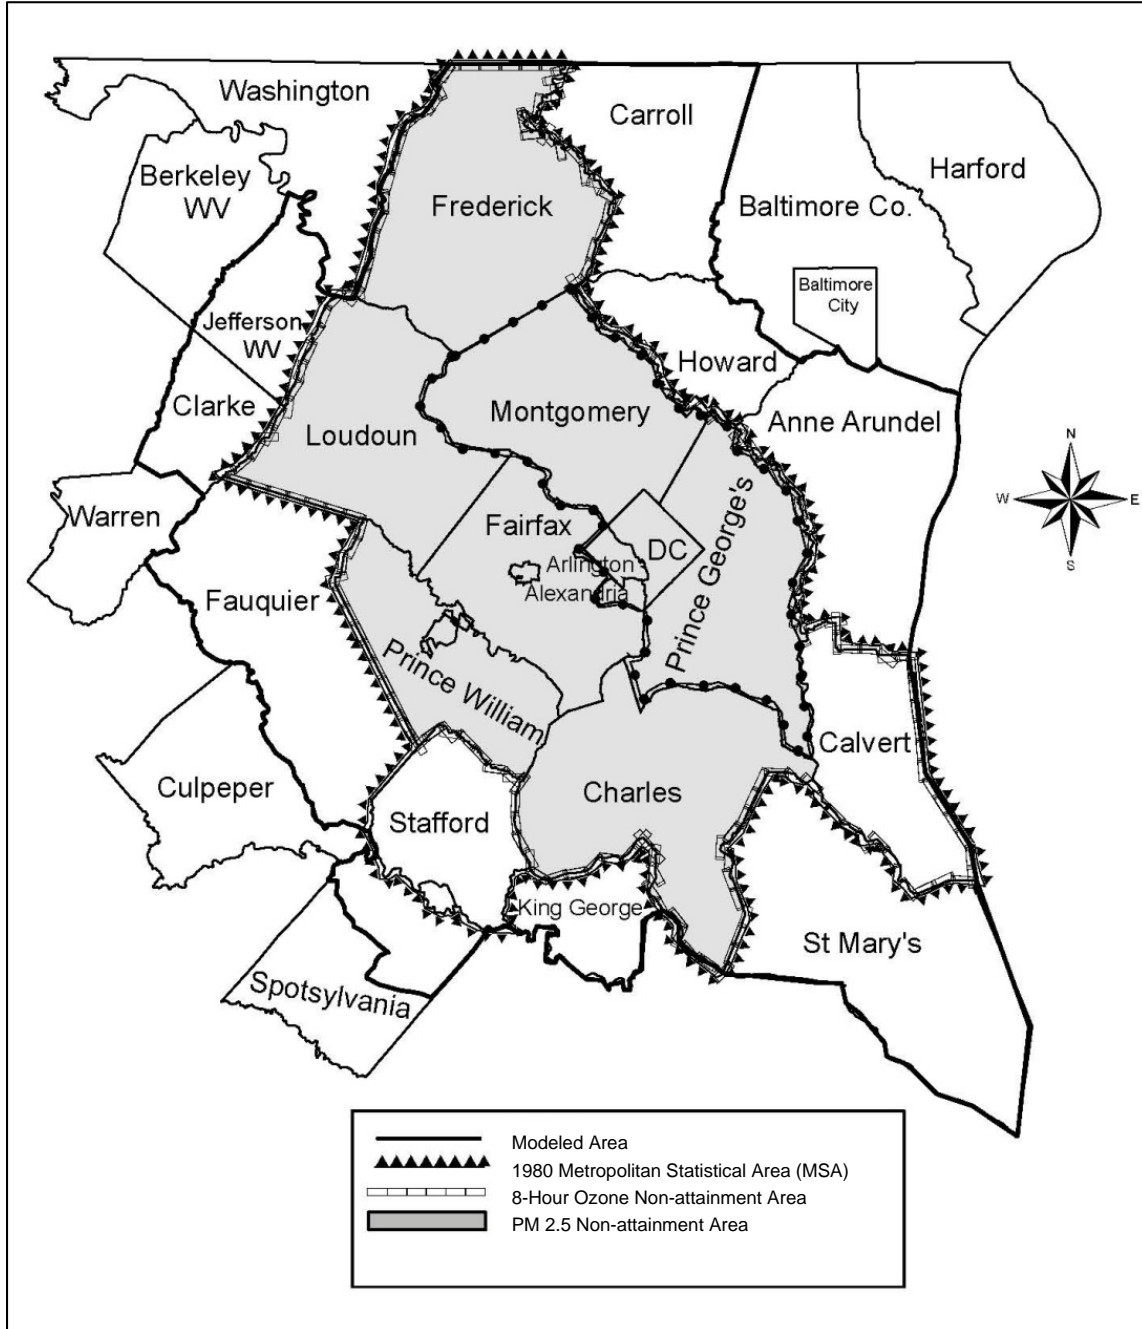 Washington
Carroll
Harford
Berkeley
WV
Frederick
Baltimore Co.
Baltimore
City
Jefferson
WV
Howard
Clarke
Montgomery
Anne Arundel
Loudoun
N
W
E
S
Warren
Fairfax
DC
Prince George's
Arlington
Alexandria
Fauquier
Prince William
Calvert
Culpeper
Charles
Stafford
King George
St Mary's
Spotsylvania
Modeled Area
1980 Metropolitan Statistical Area (MSA)
8-Hour Ozone Non-attainment Area
PM 2.5 Non-attainment Area